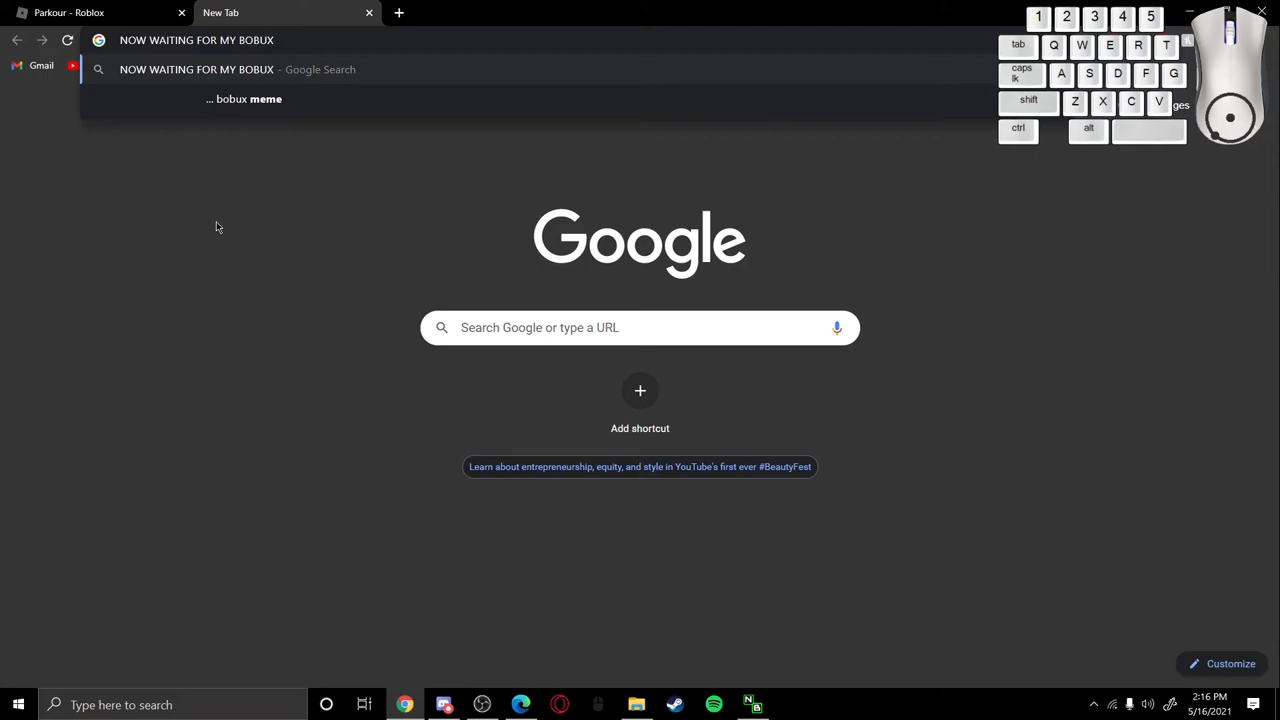 Parkour - Roblox
New Tab
NOW WAITING FOR MY BOBUX
Gmail
NOW WAITING FOR MY BOBUX - Google Search
... bobux meme
1 2 3 4 5
tab Q W E R T
caps lk A S D F G
shift Z X C V ges
ctrl alt
Google
Search Google or type a URL
Add shortcut
Learn about entrepreneurship, equity, and style in YouTube's first ever #BeautyFest
Customize
Type here to search
N
B
2:16 PM
5/16/2021